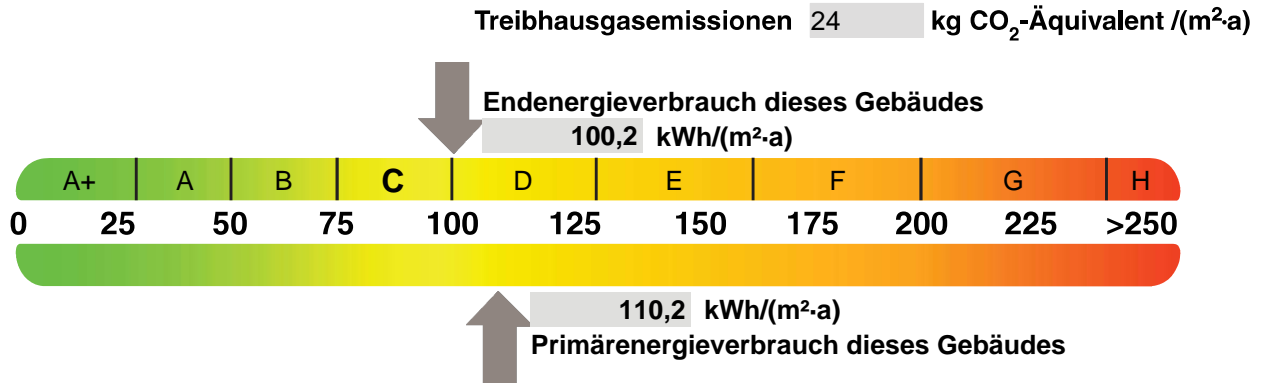 Treibhausgasemissionen 24 kg CO₂-Äquivalent /(m²·a)
Endenergieverbrauch dieses Gebäudes
100,2 kWh/(m²·a)
A+ A B C D E F G H
0 25 50 75 100 125 150 175 200 225 >250
110,2 kWh/(m²·a)
Primärenergieverbrauch dieses Gebäudes